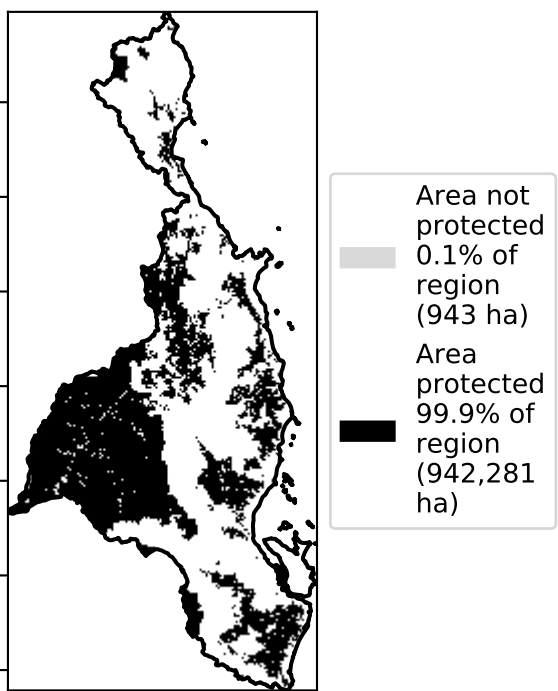 Area not
protected
0.1% of
region
(943 ha)
Area
protected
99.9% of
region
(942,281
ha)